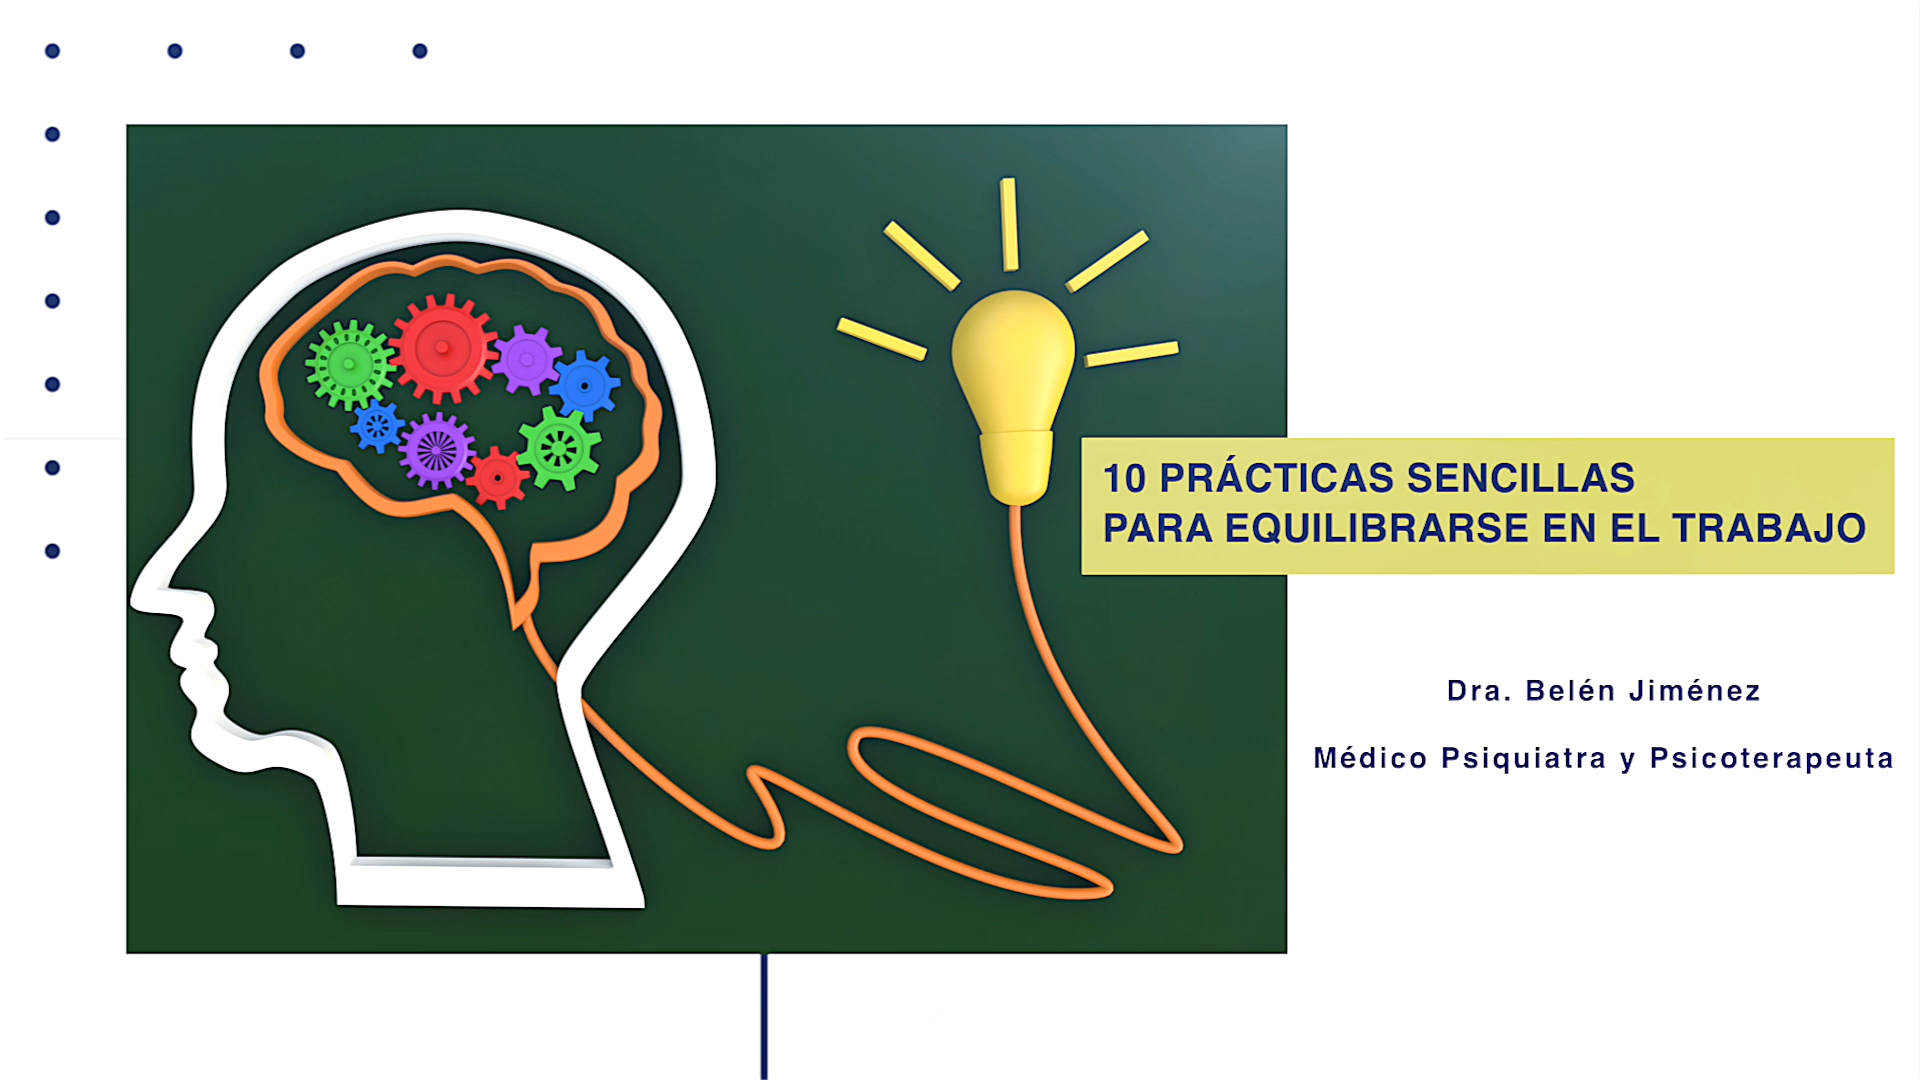 10 PRÁCTICAS SENCILLAS
PARA EQUILIBRARSE EN EL TRABAJO
Dra. Belén Jiménez
Médico Psiquiatra y Psicoterapeuta